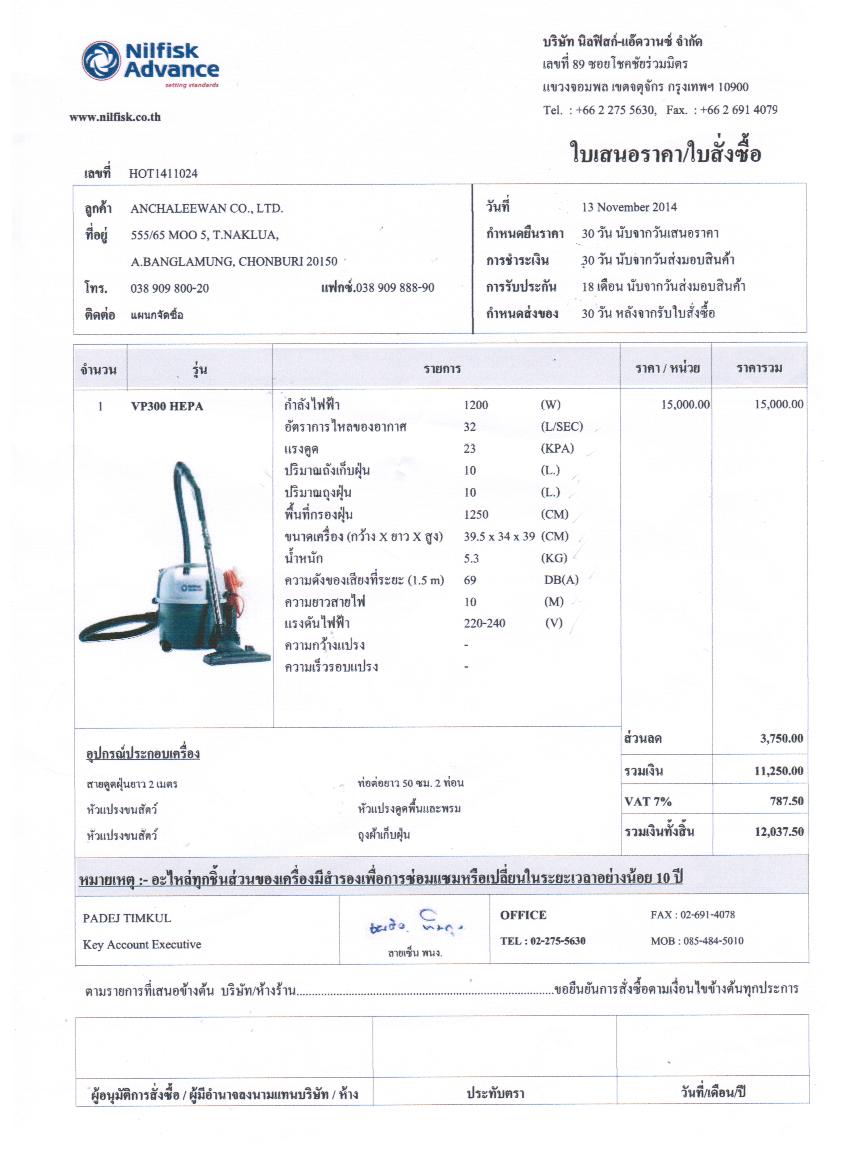 Nilfisk
Advance
setting standards
www.nilfisk.co.th
บริษัท นิลฟิสก์-แอ๊ดวานซ์ จำกัด
เลขที่ 89 ซอยโชคชัยร่วมมิตร
แขวงจอมพล เขตจตุจักร กรุงเทพฯ 10900
Tel. : +66 2 275 5630, Fax. : +66 2 691 4079
ใบเสนอราคา/ใบสั่งซื้อ
เลขที่ HOT1411024
ลูกค้า ANCHALEEWAN CO., LTD.
ที่อยู่ 555/65 MOO 5, T.NAKLUA,
A.BANGLAMUNG, CHONBURI 20150
โทร. 038 909 800-20 แฟกซ์.038 909 888-90
ติดต่อ แผนกจัดซื้อ
วันที่ 13 November 2014
กำหนดยืนราคา 30 วัน นับจากวันเสนอราคา
การชำระเงิน 30 วัน นับจากวันส่งมอบสินค้า
การรับประกัน 18 เดือน นับจากวันส่งมอบสินค้า
กำหนดส่งของ 30 วัน หลังจากรับใบสั่งซื้อ
จำนวน รุ่น รายการ ราคา / หน่วย ราคารวม
1 VP300 HEPA กำลังไฟฟ้า 1200 (W) 15,000.00 15,000.00
อัตราการไหลของอากาศ 32 (L/SEC)
แรงดูด 23 (KPA)
ปริมาณถังเก็บฝุ่น 10 (L.)
ปริมาณถุงฝุ่น 10 (L.)
พื้นที่กรองฝุ่น 1250 (CM)
ขนาดเครื่อง (กว้าง X ยาว X สูง) 39.5 x 34 x 39 (CM)
น้ำหนัก 5.3 (KG)
ความดังของเสียงที่ระยะ (1.5 m) 69 DB(A)
ความยาวสายไฟ 10 (M)
แรงดันไฟฟ้า 220-240 (V)
ความกว้างแปรง -
ความเร็วรอบแปรง -
ส่วนลด 3,750.00
รวมเงิน 11,250.00
VAT 7% 787.50
รวมเงินทั้งสิ้น 12,037.50
อุปกรณ์ประกอบเครื่อง
สายดูดฝุ่นยาว 2 เมตร ท่อต่อยาว 50 ซม. 2 ท่อน
หัวแปรงขนสัตว์ หัวแปรงดูดพื้นและพรม
หัวแปรงขนสัตว์ ถุงผ้าเก็บฝุ่น
หมายเหตุ :- อะไหล่ทุกชิ้นส่วนของเครื่องมีสำรองเพื่อการซ่อมแซมหรือเปลี่ยนในระยะเวลาอย่างน้อย 10 ปี
PADEJ TIMKUL
Key Account Executive
ลายเซ็น พนง.
OFFICE FAX : 02-691-4078
TEL : 02-275-5630 MOB : 085-484-5010
ตามรายการที่เสนอข้างต้น บริษัท/ห้างร้าน..........ขอยืนยันการสั่งซื้อตามเงื่อนไขข้างต้นทุกประการ
ผู้อนุมัติการสั่งซื้อ / ผู้มีอำนาจลงนามแทนบริษัท / ห้าง ประทับตรา วันที่/เดือน/ปี